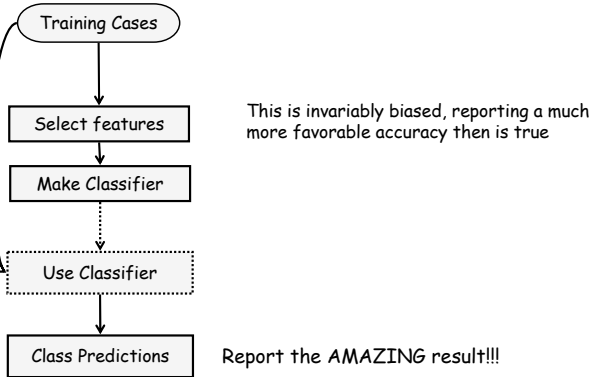 Training Cases
Select features
This is invariably biased, reporting a much
more favorable accuracy then is true
Make Classifier
Use Classifier
Class Predictions
Report the AMAZING result!!!